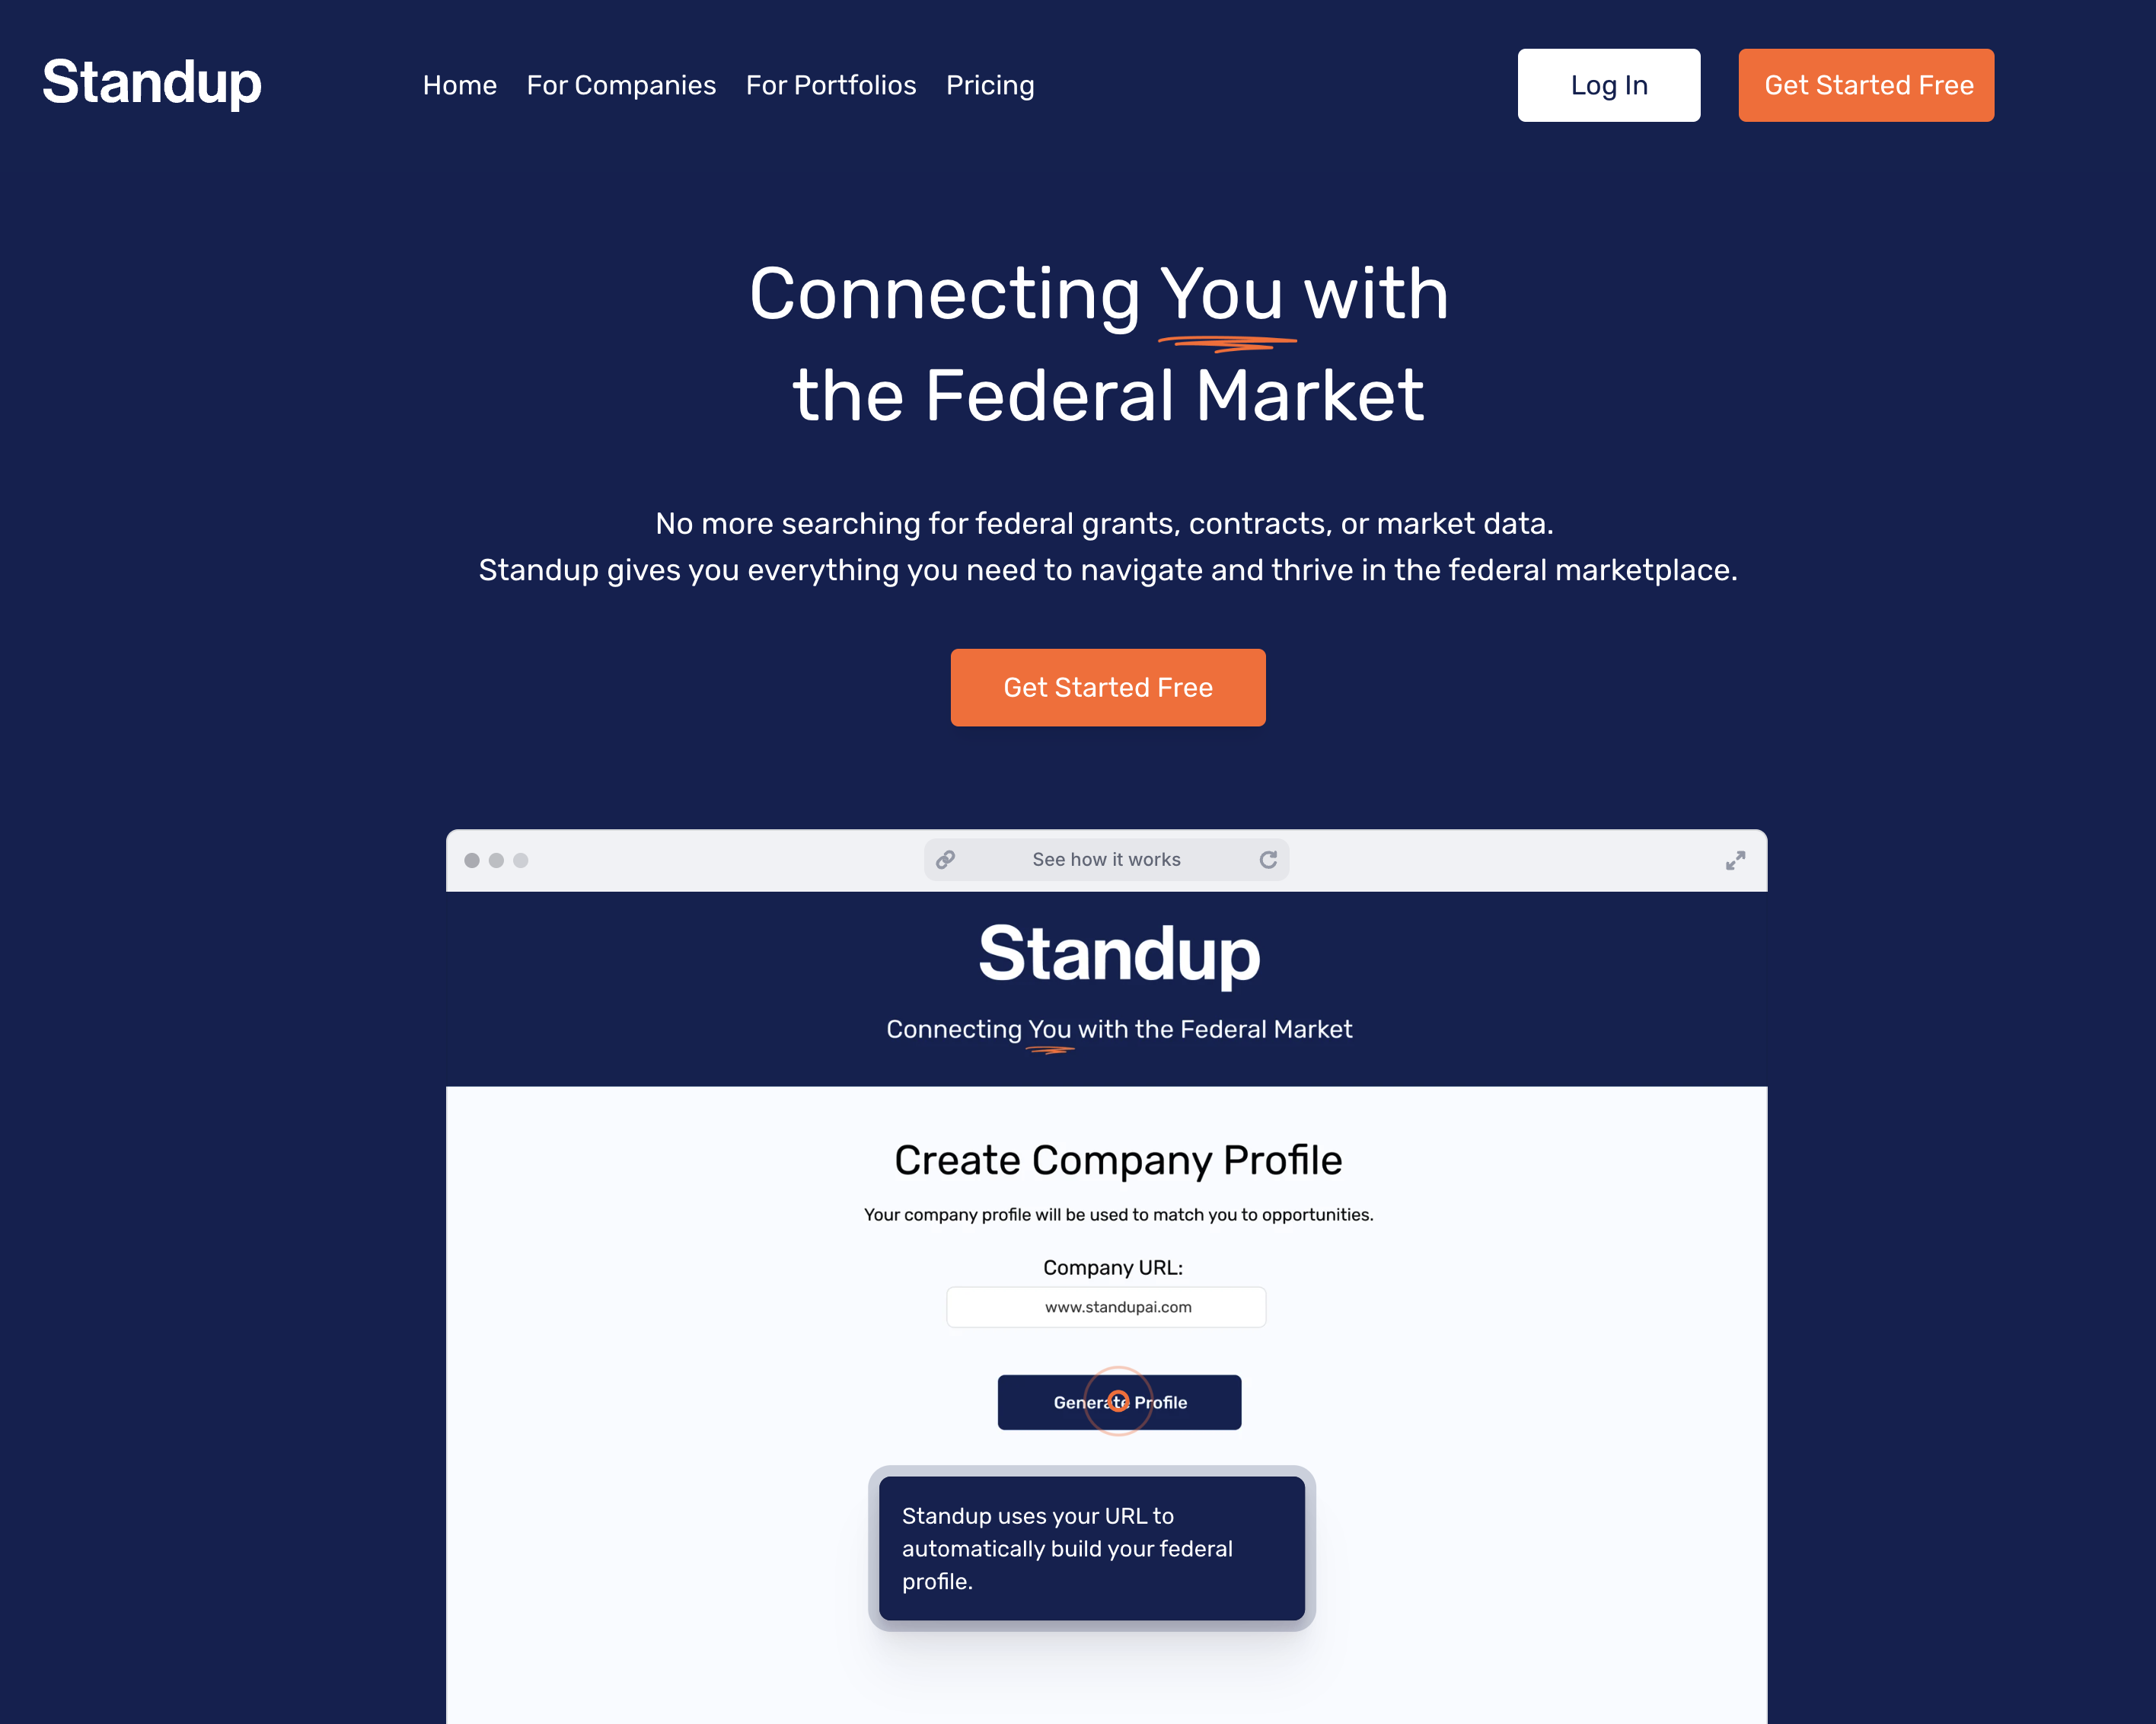 Standup
Home For Companies For Portfolios Pricing
Log In
Get Started Free
Connecting You with
the Federal Market
No more searching for federal grants, contracts, or market data.
Standup gives you everything you need to navigate and thrive in the federal marketplace.
Get Started Free
See how it works
Standup
Connecting You with the Federal Market
Create Company Profile
Your company profile will be used to match you to opportunities.
Company URL:
www.standupai.com
Generate Profile
Standup uses your URL to
automatically build your federal
profile.